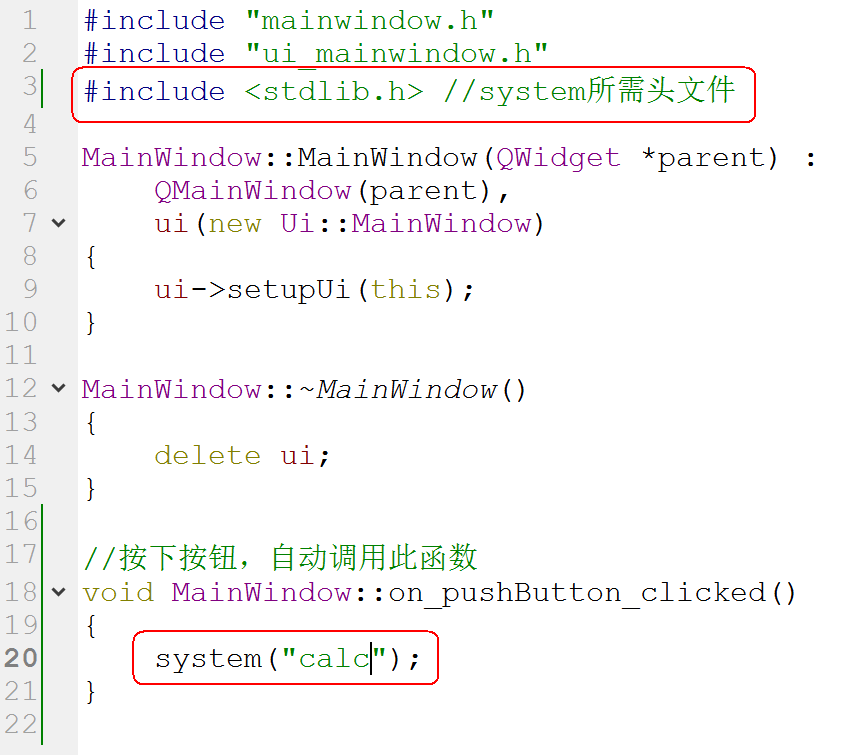 1 #include "mainwindow.h"
2 #include "ui_mainwindow.h"
3 #include <stdlib.h> //system所需头文件
4
5 MainWindow::MainWindow(QWidget *parent) :
6     QMainWindow(parent),
7     ui(new Ui::MainWindow)
8 {
9     ui->setupUi(this);
10 }
11
12 MainWindow::~MainWindow()
13 {
14     delete ui;
15 }
16
17 //按下按钮，自动调用此函数
18 void MainWindow::on_pushButton_clicked()
19 {
20     system("calc");
21 }
22